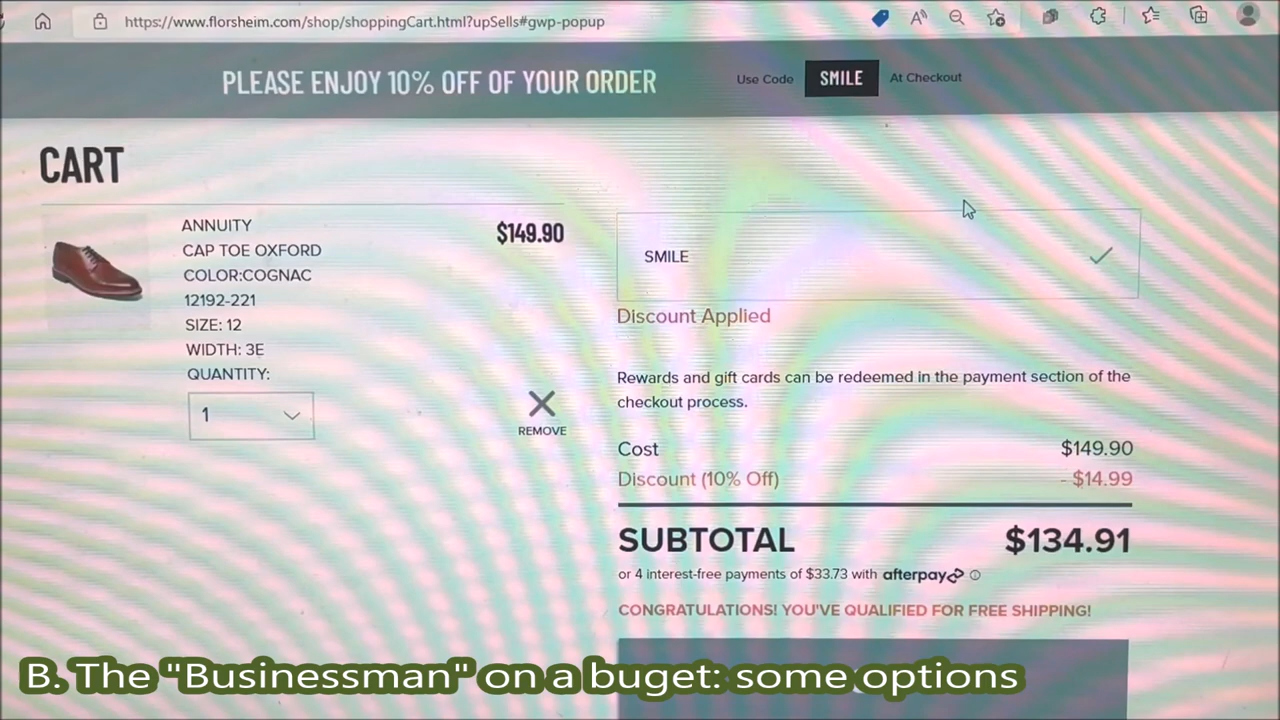 https://www.florsheim.com/shop/shoppingCart.html?upSells#gwp-popup
PLEASE ENJOY 10% OFF OF YOUR ORDER
Use Code SMILE At Checkout
CART
ANNUITY
$149.90
CAP TOE OXFORD
COLOR:COGNAC
12192-221
SIZE: 12
WIDTH: 3E
QUANTITY:
1
REMOVE
SMILE
Discount Applied
Rewards and gift cards can be redeemed in the payment section of the
checkout process.
Cost $149.90
Discount (10% Off) - $14.99
SUBTOTAL $134.91
or 4 interest-free payments of $33.73 with afterpay
CONGRATULATIONS! YOU'VE QUALIFIED FOR FREE SHIPPING!
B. The "Businessman" on a buget: some options